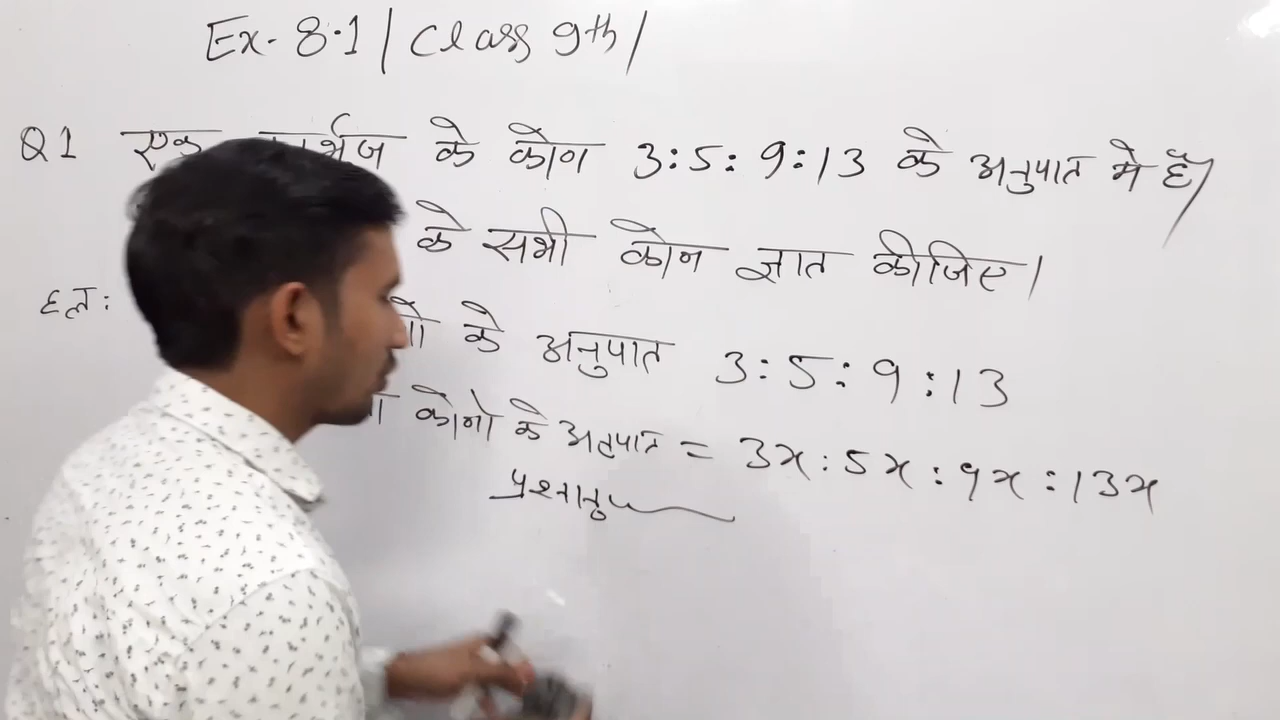 Ex- 8.1 | Class 9th |
Q1 एक के कोण 3:5:9:13 के अनुपात मे हैं।
के सभी कोन ज्ञात कीजिए।
हल: के अनुपात 3:5:9:13
कोणो के अनुपात = 3x:5x:9x:13x
प्रश्नानु